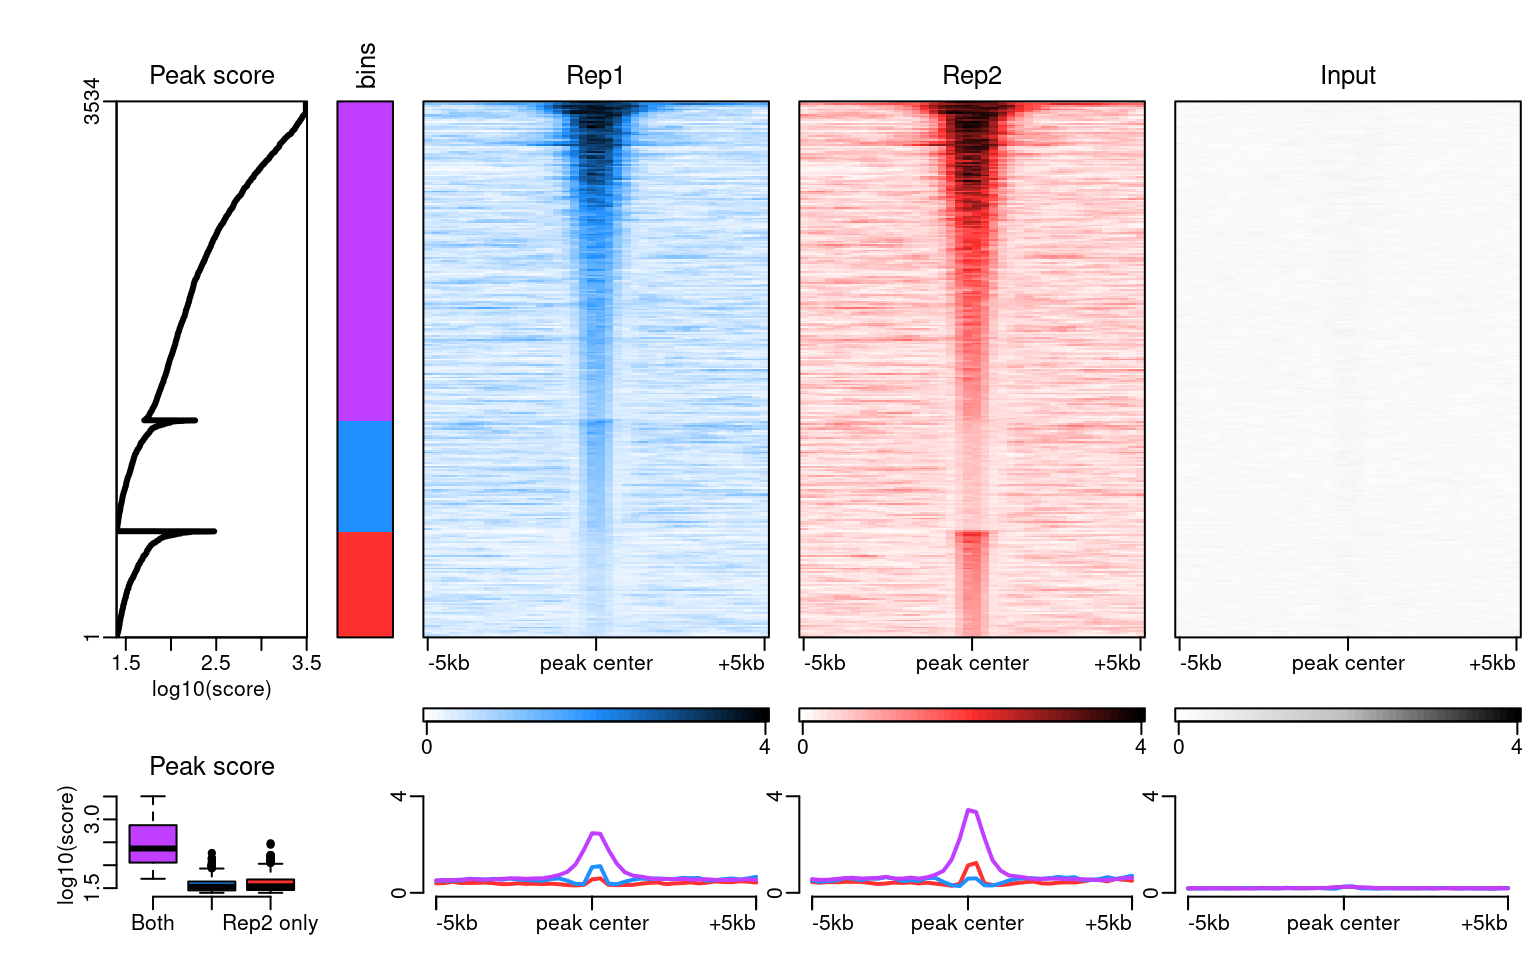 Peak score
bins
Rep1
Rep2
Input
3534
1
1.5 2.5 3.5
log10(score)
-5kb peak center +5kb
-5kb peak center +5kb
-5kb peak center +5kb
0 4
0 4
0 4
Peak score
log10(score)
3.0
1.5
Both Rep2 only
4
0
-5kb peak center +5kb
4
0
-5kb peak center +5kb
4
0
-5kb peak center +5kb